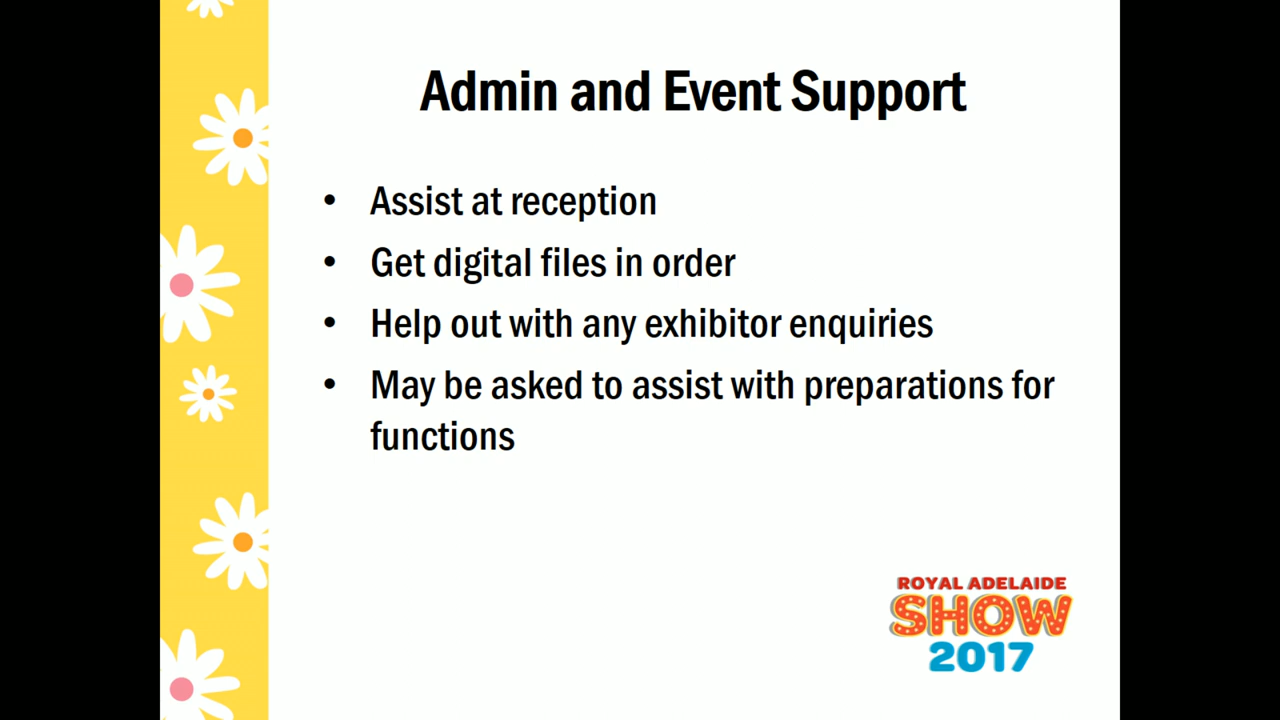 Admin and Event Support
• Assist at reception
• Get digital files in order
• Help out with any exhibitor enquiries
• May be asked to assist with preparations for
functions
ROYAL ADELAIDE
SHOW
2017